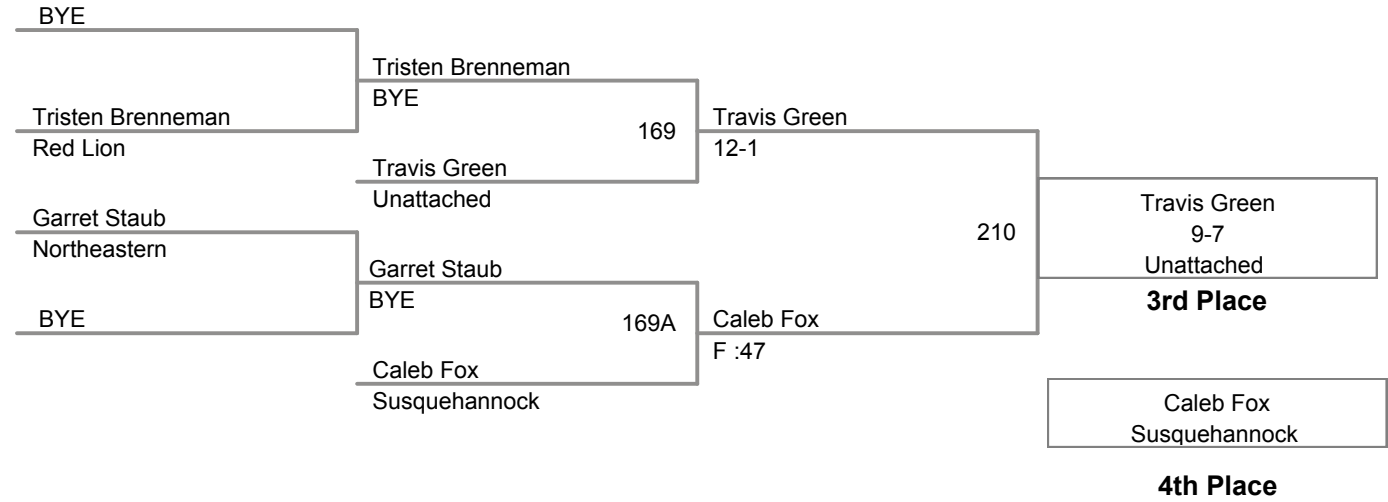 BYE
Tristen Brenneman
BYE
Tristen Brenneman
Red Lion
169
Travis Green
12-1
Travis Green
Unattached
Garret Staub
Northeastern
210
Travis Green
9-7
Unattached
3rd Place
Garret Staub
BYE
BYE
169A
Caleb Fox
F :47
Caleb Fox
Susquehannock
Caleb Fox
Susquehannock
4th Place